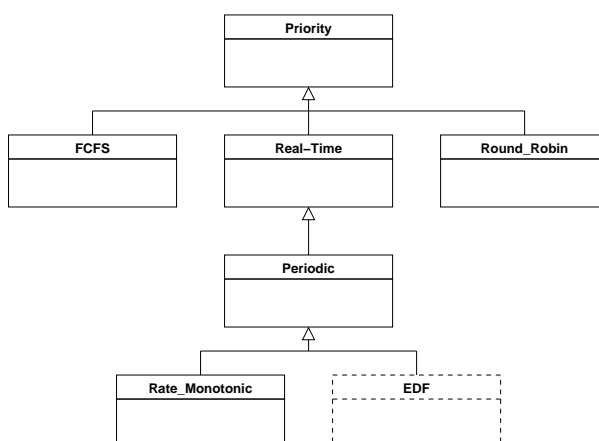 Priority
FCFS
Real-Time
Round_Robin
Periodic
Rate_Monotonic
EDF